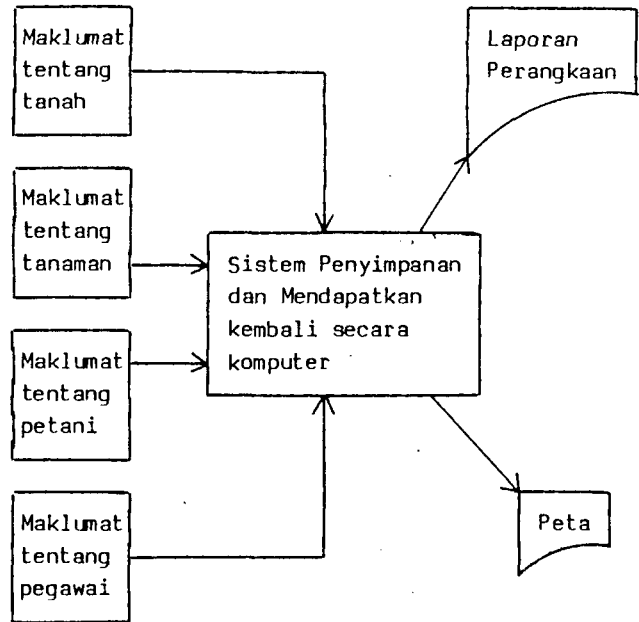 Maklumat
tentang
tanah
Maklumat
tentang
tanaman
Maklumat
tentang
petani
Maklumat
tentang
pegawai
Sistem Penyimpanan
dan Mendapatkan
kembali secara
komputer
Laporan
Perangkaan
Peta